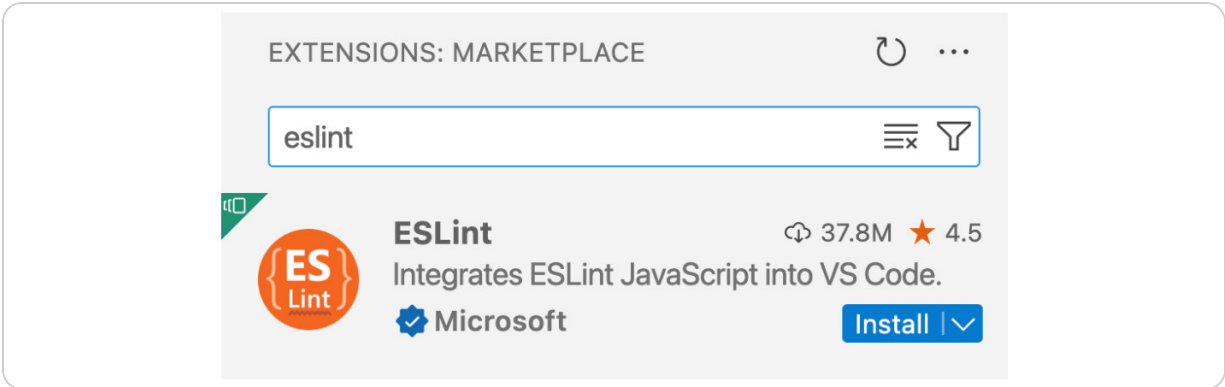 EXTENSIONS: MARKETPLACE
eslint
ESLint 37.8M 4.5
{ES Lint}
Integrates ESLint JavaScript into VS Code.
Microsoft
Install